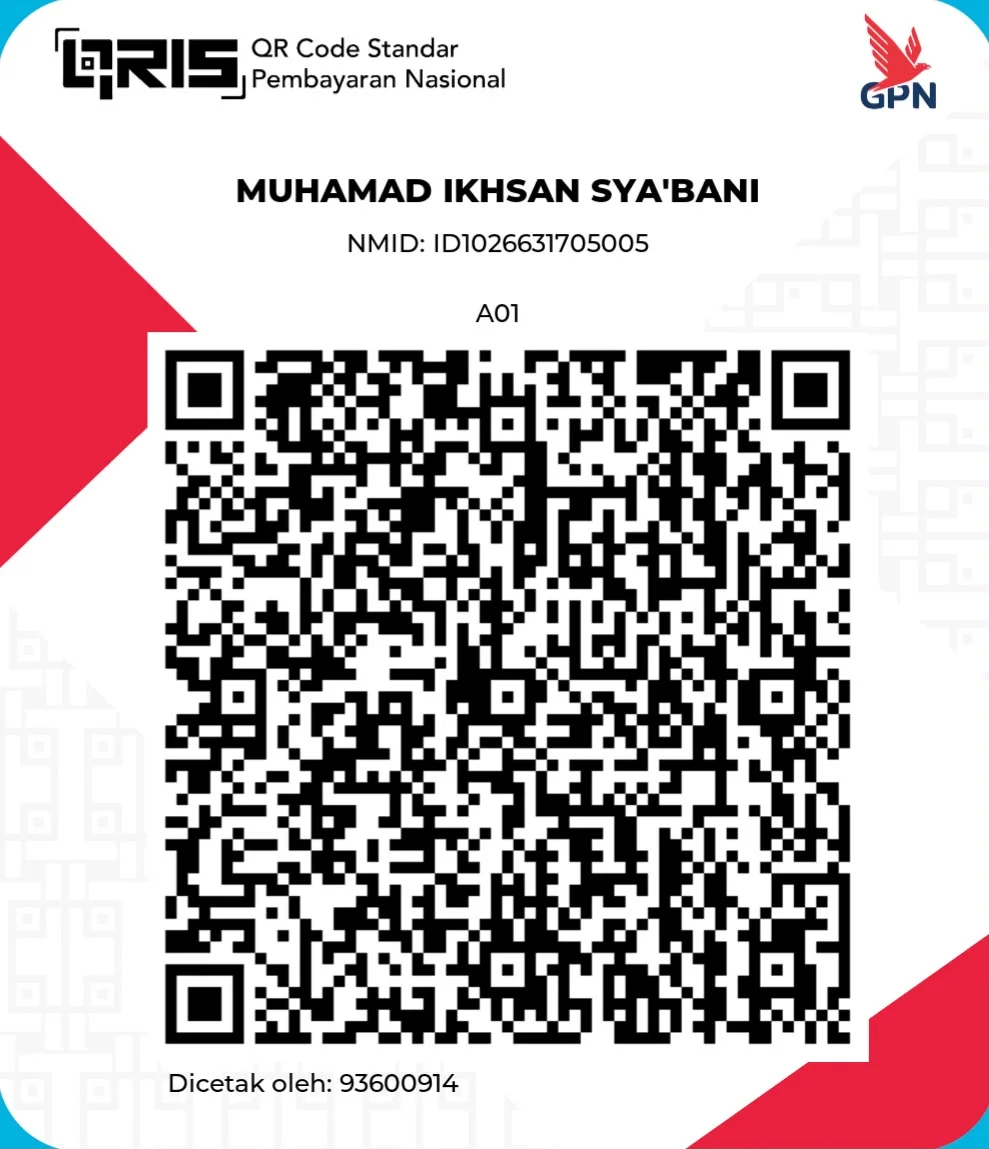 QRIS QR Code Standar
Pembayaran Nasional
GPN
MUHAMAD IKHSAN SYA'BANI
NMID: ID1026631705005
A01
Dicetak oleh: 93600914